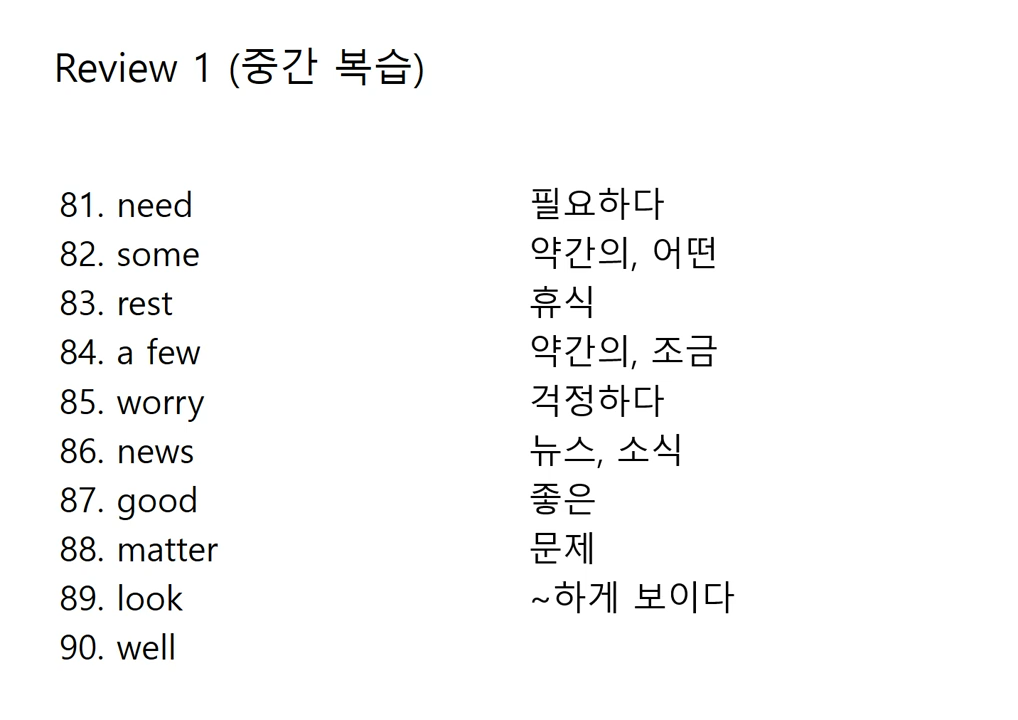 Review 1 (중간 복습)
81. need 필요하다
82. some 약간의, 어떤
83. rest 휴식
84. a few 약간의, 조금
85. worry 걱정하다
86. news 뉴스, 소식
87. good 좋은
88. matter 문제
89. look ~하게 보이다
90. well